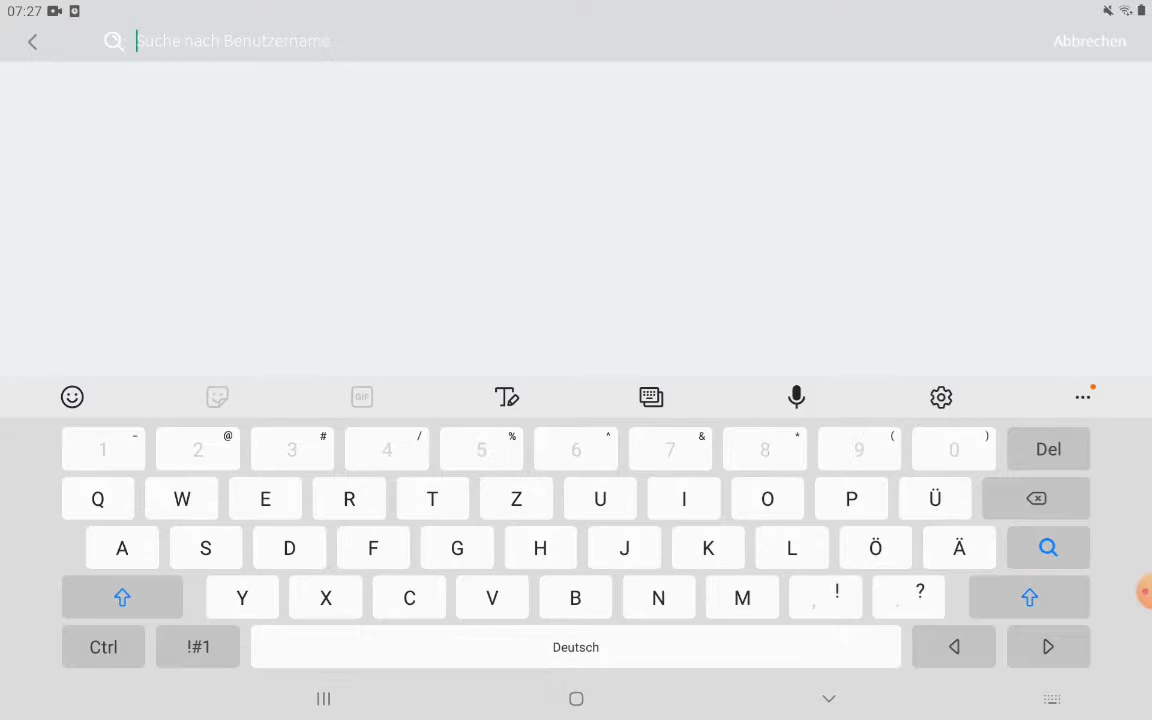 07:27
Suche nach Benutzername...
Abbrechen
GIF
1 - 2 @ 3 # 4 / 5 % 6 ^ 7 & 8 * 9 ( 0 ) Del
Q W E R T Z U I O P Ü
A S D F G H J K L Ö Ä
Y X C V B N M , ! . ?
Ctrl !#1 Deutsch